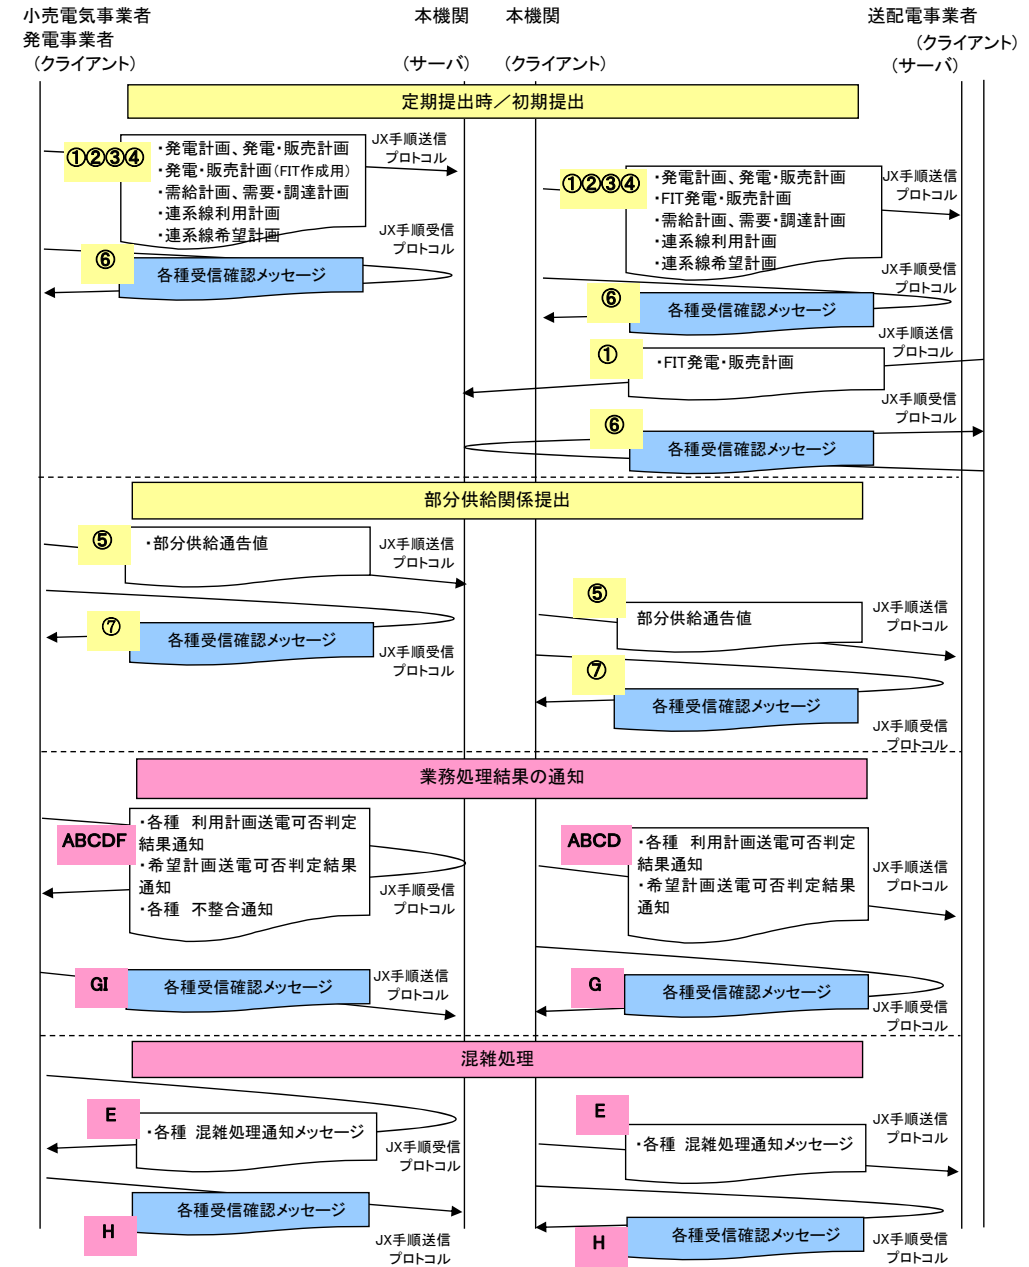 小売電気事業者
発電事業者
（クライアント）
本機関
（サーバ）
本機関
（クライアント）
送配電事業者
（クライアント）
（サーバ）
定期提出時／初期提出
①②③④
・発電計画、発電・販売計画
・発電・販売計画（FIT作成用）
・需給計画、需要・調達計画
・連系線利用計画
・連系線希望計画
JX手順送信
プロトコル
JX手順受信
プロトコル
⑥
各種受信確認メッセージ
①②③④
・発電計画、発電・販売計画
・FIT発電・販売計画
・需給計画、需要・調達計画
・連系線利用計画
・連系線希望計画
JX手順送信
プロトコル
JX手順受信
プロトコル
⑥
各種受信確認メッセージ
①
・FIT発電・販売計画
JX手順送信
プロトコル
JX手順受信
プロトコル
⑥
各種受信確認メッセージ
部分供給関係提出
⑤
・部分供給通告値
JX手順送信
プロトコル
⑦
各種受信確認メッセージ
JX手順受信
プロトコル
⑤
部分供給通告値
JX手順送信
プロトコル
⑦
各種受信確認メッセージ
JX手順受信
プロトコル
業務処理結果の通知
ABCDF
・各種 利用計画送電可否判定
結果通知
・希望計画送電可否判定結果
通知
・各種 不整合通知
JX手順受信
プロトコル
ABCD
・各種 利用計画送電可否判定
結果通知
・希望計画送電可否判定結果
通知
JX手順送信
プロトコル
GI
各種受信確認メッセージ
JX手順送信
プロトコル
G
各種受信確認メッセージ
JX手順受信
プロトコル
混雑処理
E
・各種 混雑処理通知メッセージ
JX手順受信
プロトコル
E
・各種 混雑処理通知メッセージ
JX手順送信
プロトコル
H
各種受信確認メッセージ
JX手順送信
プロトコル
H
各種受信確認メッセージ
JX手順受信
プロトコル